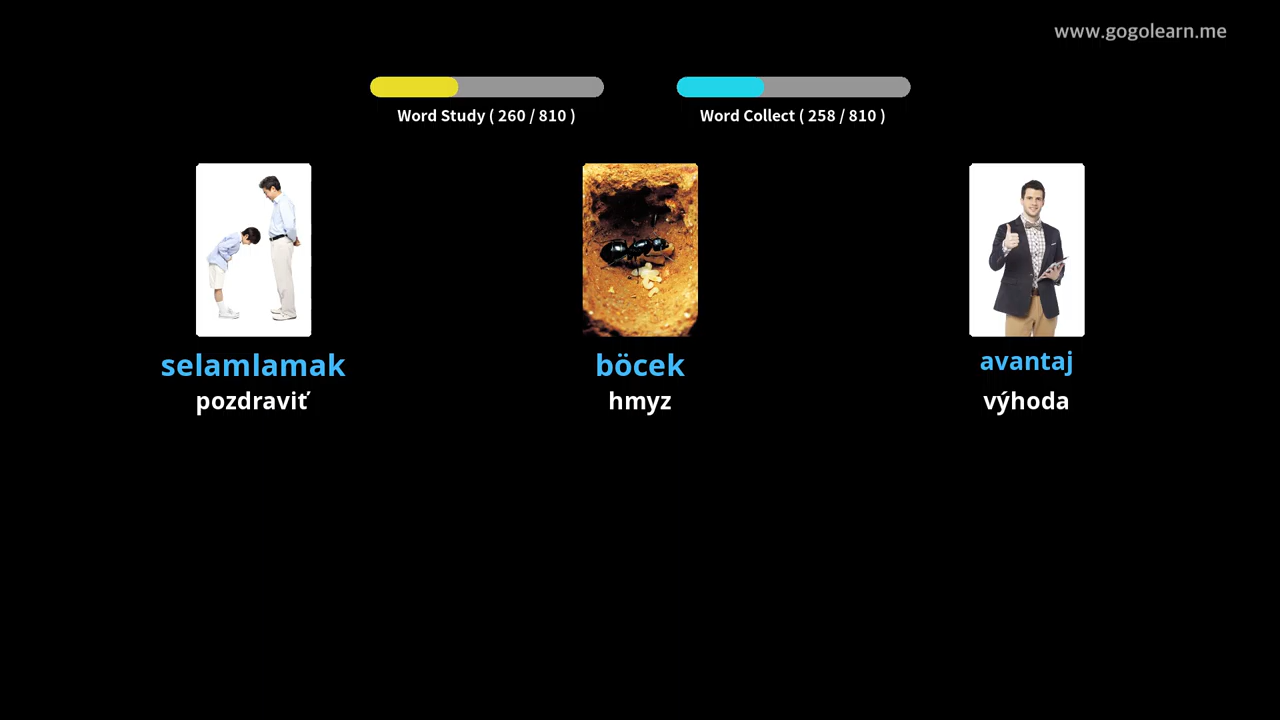 www.gogolearn.me
Word Study ( 260 / 810 )
Word Collect ( 258 / 810 )
selamlamak
pozdraviť
böcek
hmyz
avantaj
výhoda